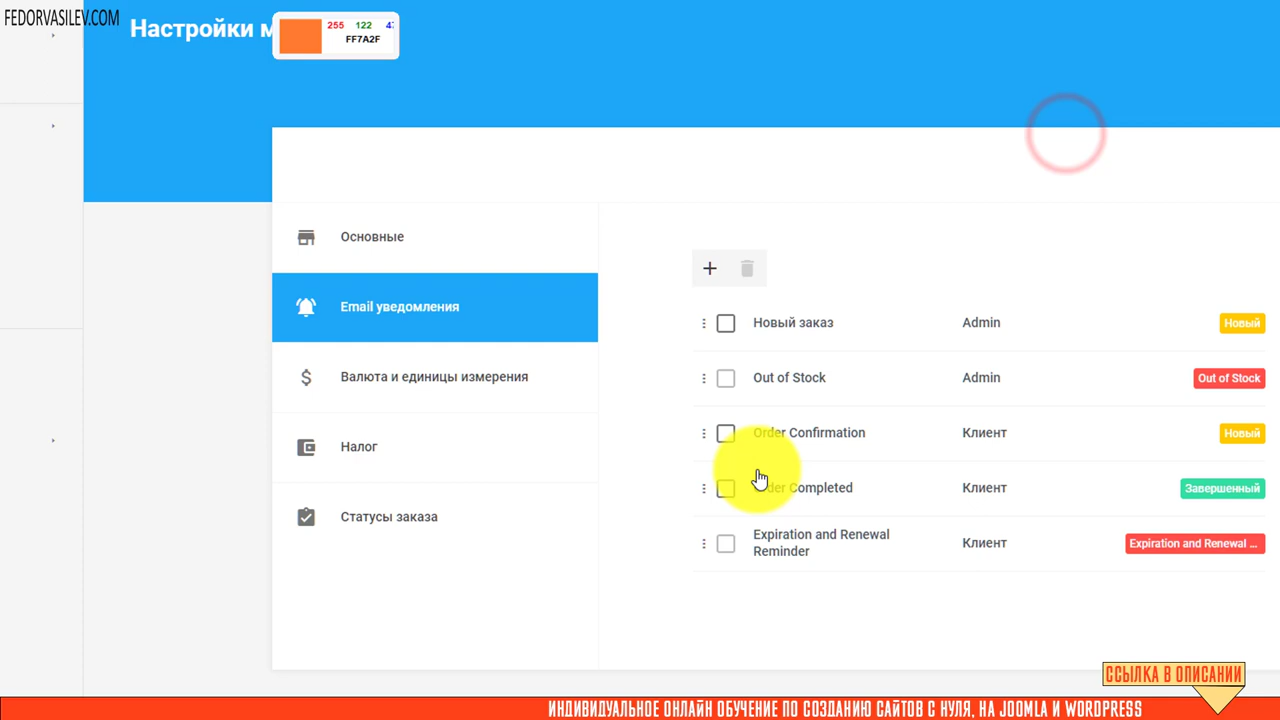 FEDORVASILEV.COM
Настройки м
255 122 4
FF7A2F
Основные
Email уведомления
Валюта и единицы измерения
Налог
Статусы заказа
Новый заказ Admin Новый
Out of Stock Admin Out of Stock
Order Confirmation Клиент Новый
Order Completed Клиент Завершенный
Expiration and Renewal
Reminder
Клиент Expiration and Renewal ...
ССЫЛКА В ОПИСАНИИ
ИНДИВИДУАЛЬНОЕ ОНЛАЙН ОБУЧЕНИЕ ПО СОЗДАНИЮ САЙТОВ С НУЛЯ, НА JOOMLA И WORDPRESS